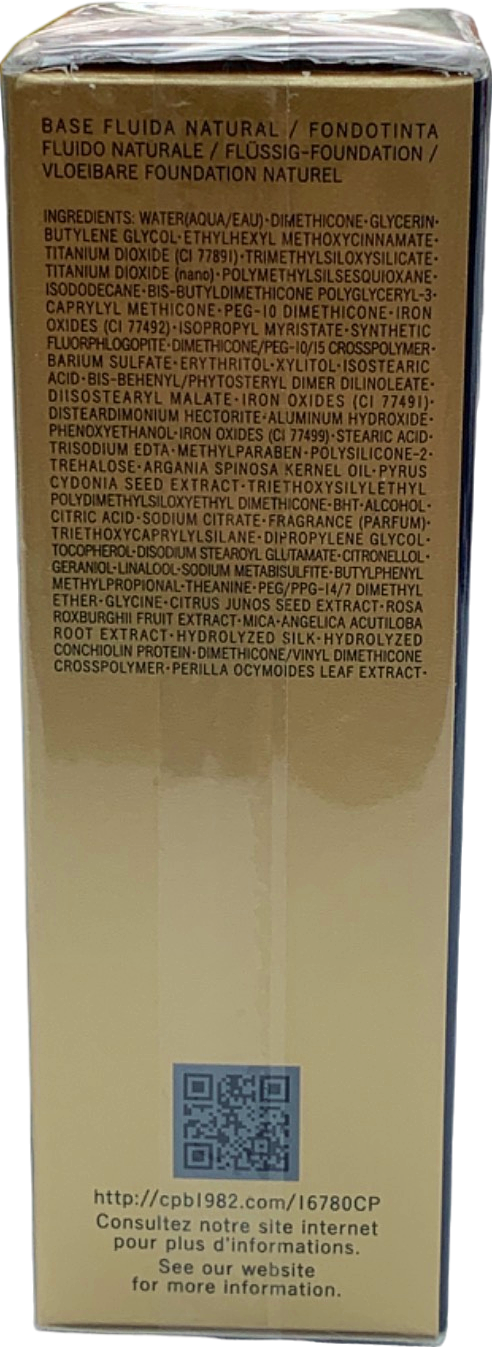 BASE FLUIDA NATURAL / FONDOTINTA
FLUIDO NATURALE / FLÜSSIG-FOUNDATION /
VLOEIBARE FOUNDATION NATUREL
INGREDIENTS: WATER(AQUA/EAU)·DIMETHICONE·GLYCERIN·
BUTYLENE GLYCOL·ETHYLHEXYL METHOXYCINNAMATE·
TITANIUM DIOXIDE (CI 77891)·TRIMETHYLSILOXYSILICATE·
TITANIUM DIOXIDE (nano)·POLYMETHYLSILSESQUIOXANE·
ISODODECANE·BIS-BUTYLDIMETHICONE POLYGLYCERYL-3·
CAPRYLYL METHICONE·PEG-10 DIMETHICONE·IRON
OXIDES (CI 77492)·ISOPROPYL MYRISTATE·SYNTHETIC
FLUORPHLOGOPITE·DIMETHICONE/PEG-10/15 CROSSPOLYMER·
BARIUM SULFATE·ERYTHRITOL·XYLITOL·ISOSTEARIC
ACID·BIS-BEHENYL/PHYTOSTERYL DIMER DILINOLEATE·
DIISOSTEARYL MALATE·IRON OXIDES (CI 77491)·
DISTEARDIMONIUM HECTORITE·ALUMINUM HYDROXIDE·
PHENOXYETHANOL·IRON OXIDES (CI 77499)·STEARIC ACID·
TRISODIUM EDTA·METHYLPARABEN·POLYSILICONE-2·
TREHALOSE·ARGANIA SPINOSA KERNEL OIL·PYRUS
CYDONIA SEED EXTRACT·TRIETHOXYSILYLETHYL
POLYDIMETHYLSILOXYETHYL DIMETHICONE·BHT·ALCOHOL·
CITRIC ACID·SODIUM CITRATE·FRAGRANCE (PARFUM)·
TRIETHOXYCAPRYLYLSILANE·DIPROPYLENE GLYCOL·
TOCOPHEROL·DISODIUM STEAROYL GLUTAMATE·CITRONELLOL·
GERANIOL·LINALOOL·SODIUM METABISULFITE·BUTYLPHENYL
METHYLPROPIONAL·THEANINE·PEG/PPG-14/7 DIMETHYL
ETHER·GLYCINE·CITRUS JUNOS SEED EXTRACT·ROSA
ROXBURGHII FRUIT EXTRACT·MICA·ANGELICA ACUTILOBA
ROOT EXTRACT·HYDROLYZED SILK·HYDROLYZED
CONCHIOLIN PROTEIN·DIMETHICONE/VINYL DIMETHICONE
CROSSPOLYMER·PERILLA OCYMOIDES LEAF EXTRACT·
http://cpb1982.com/16780CP
Consultez notre site internet
pour plus d'informations.
See our website
for more information.